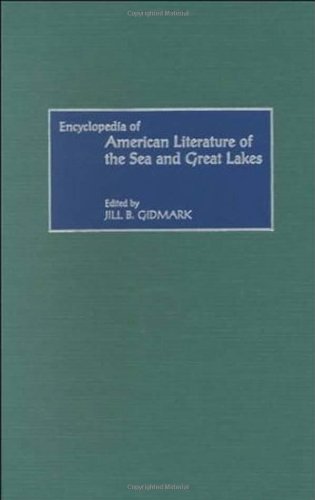 Encyclopedia of
American Literature of
the Sea and Great Lakes
Edited by
JILL B. GIDMARK